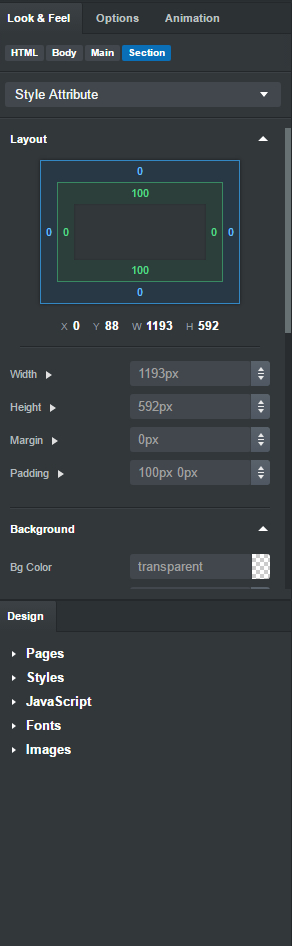 Look & Feel Options Animation
HTML Body Main Section
Style Attribute
Layout
0
100
0 0 0 0
100
0
X 0 Y 88 W 1193 H 592
Width 1193px
Height 592px
Margin 0px
Padding 100px 0px
Background
Bg Color transparent
Design
Pages
Styles
JavaScript
Fonts
Images